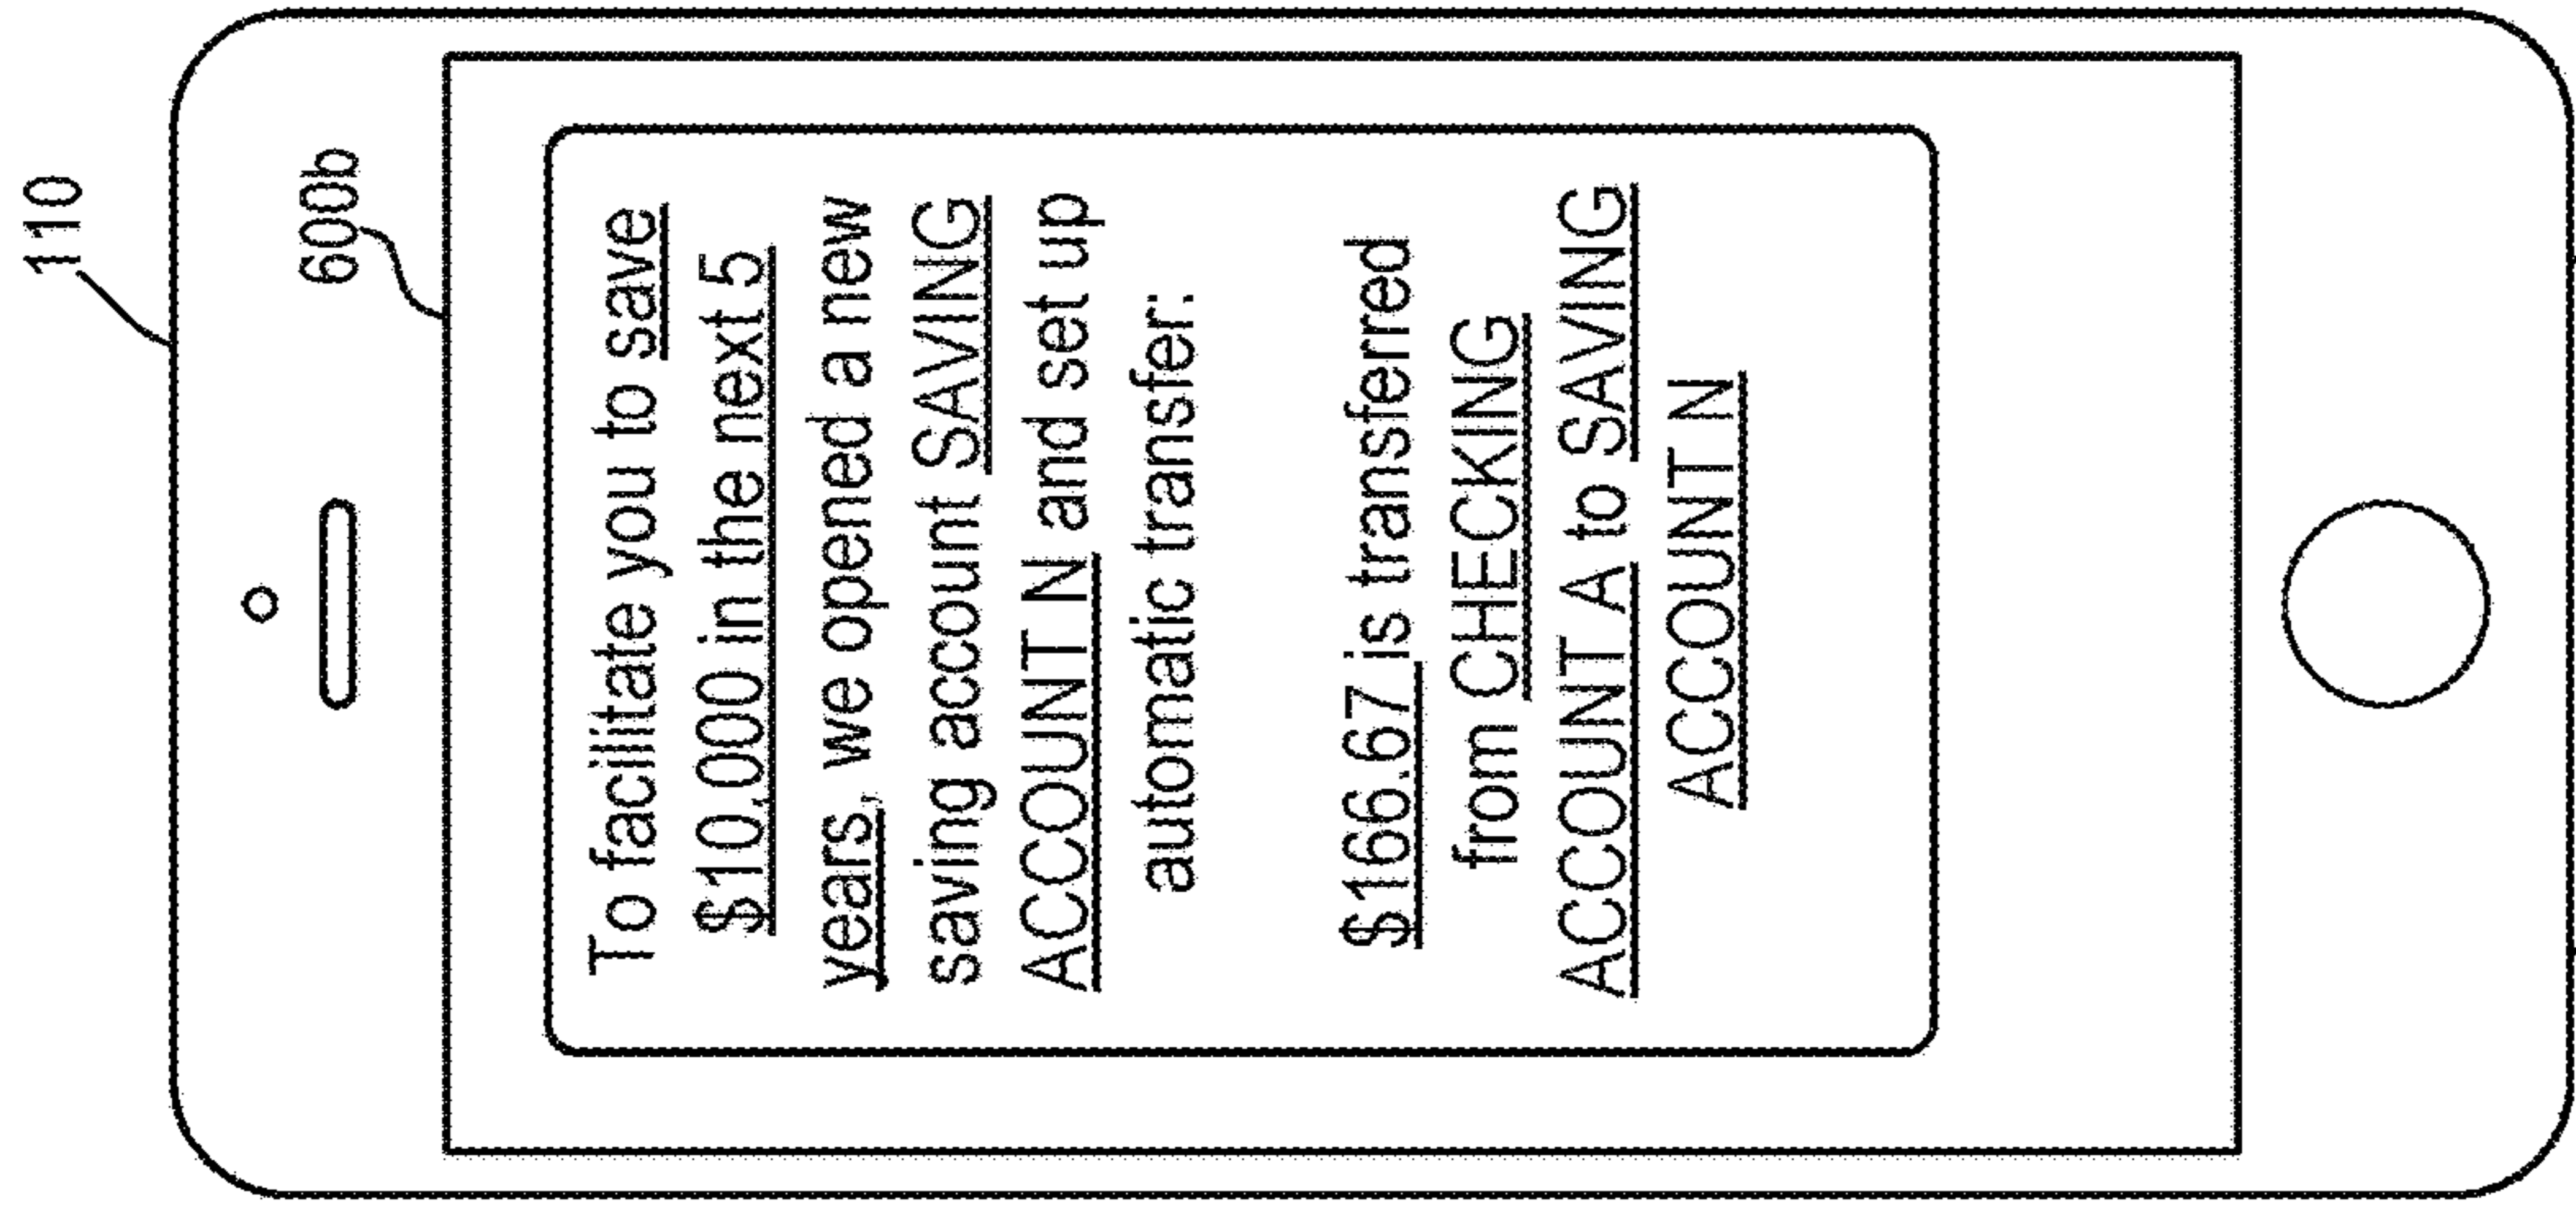 110
600b
To facilitate you to save
$10,000 in the next 5
years, we opened a new
saving account SAVING
ACCOUNT N and set up
automatic transfer:
$166.67 is transferred
from CHECKING
ACCOUNT A to SAVING
ACCOUNT N